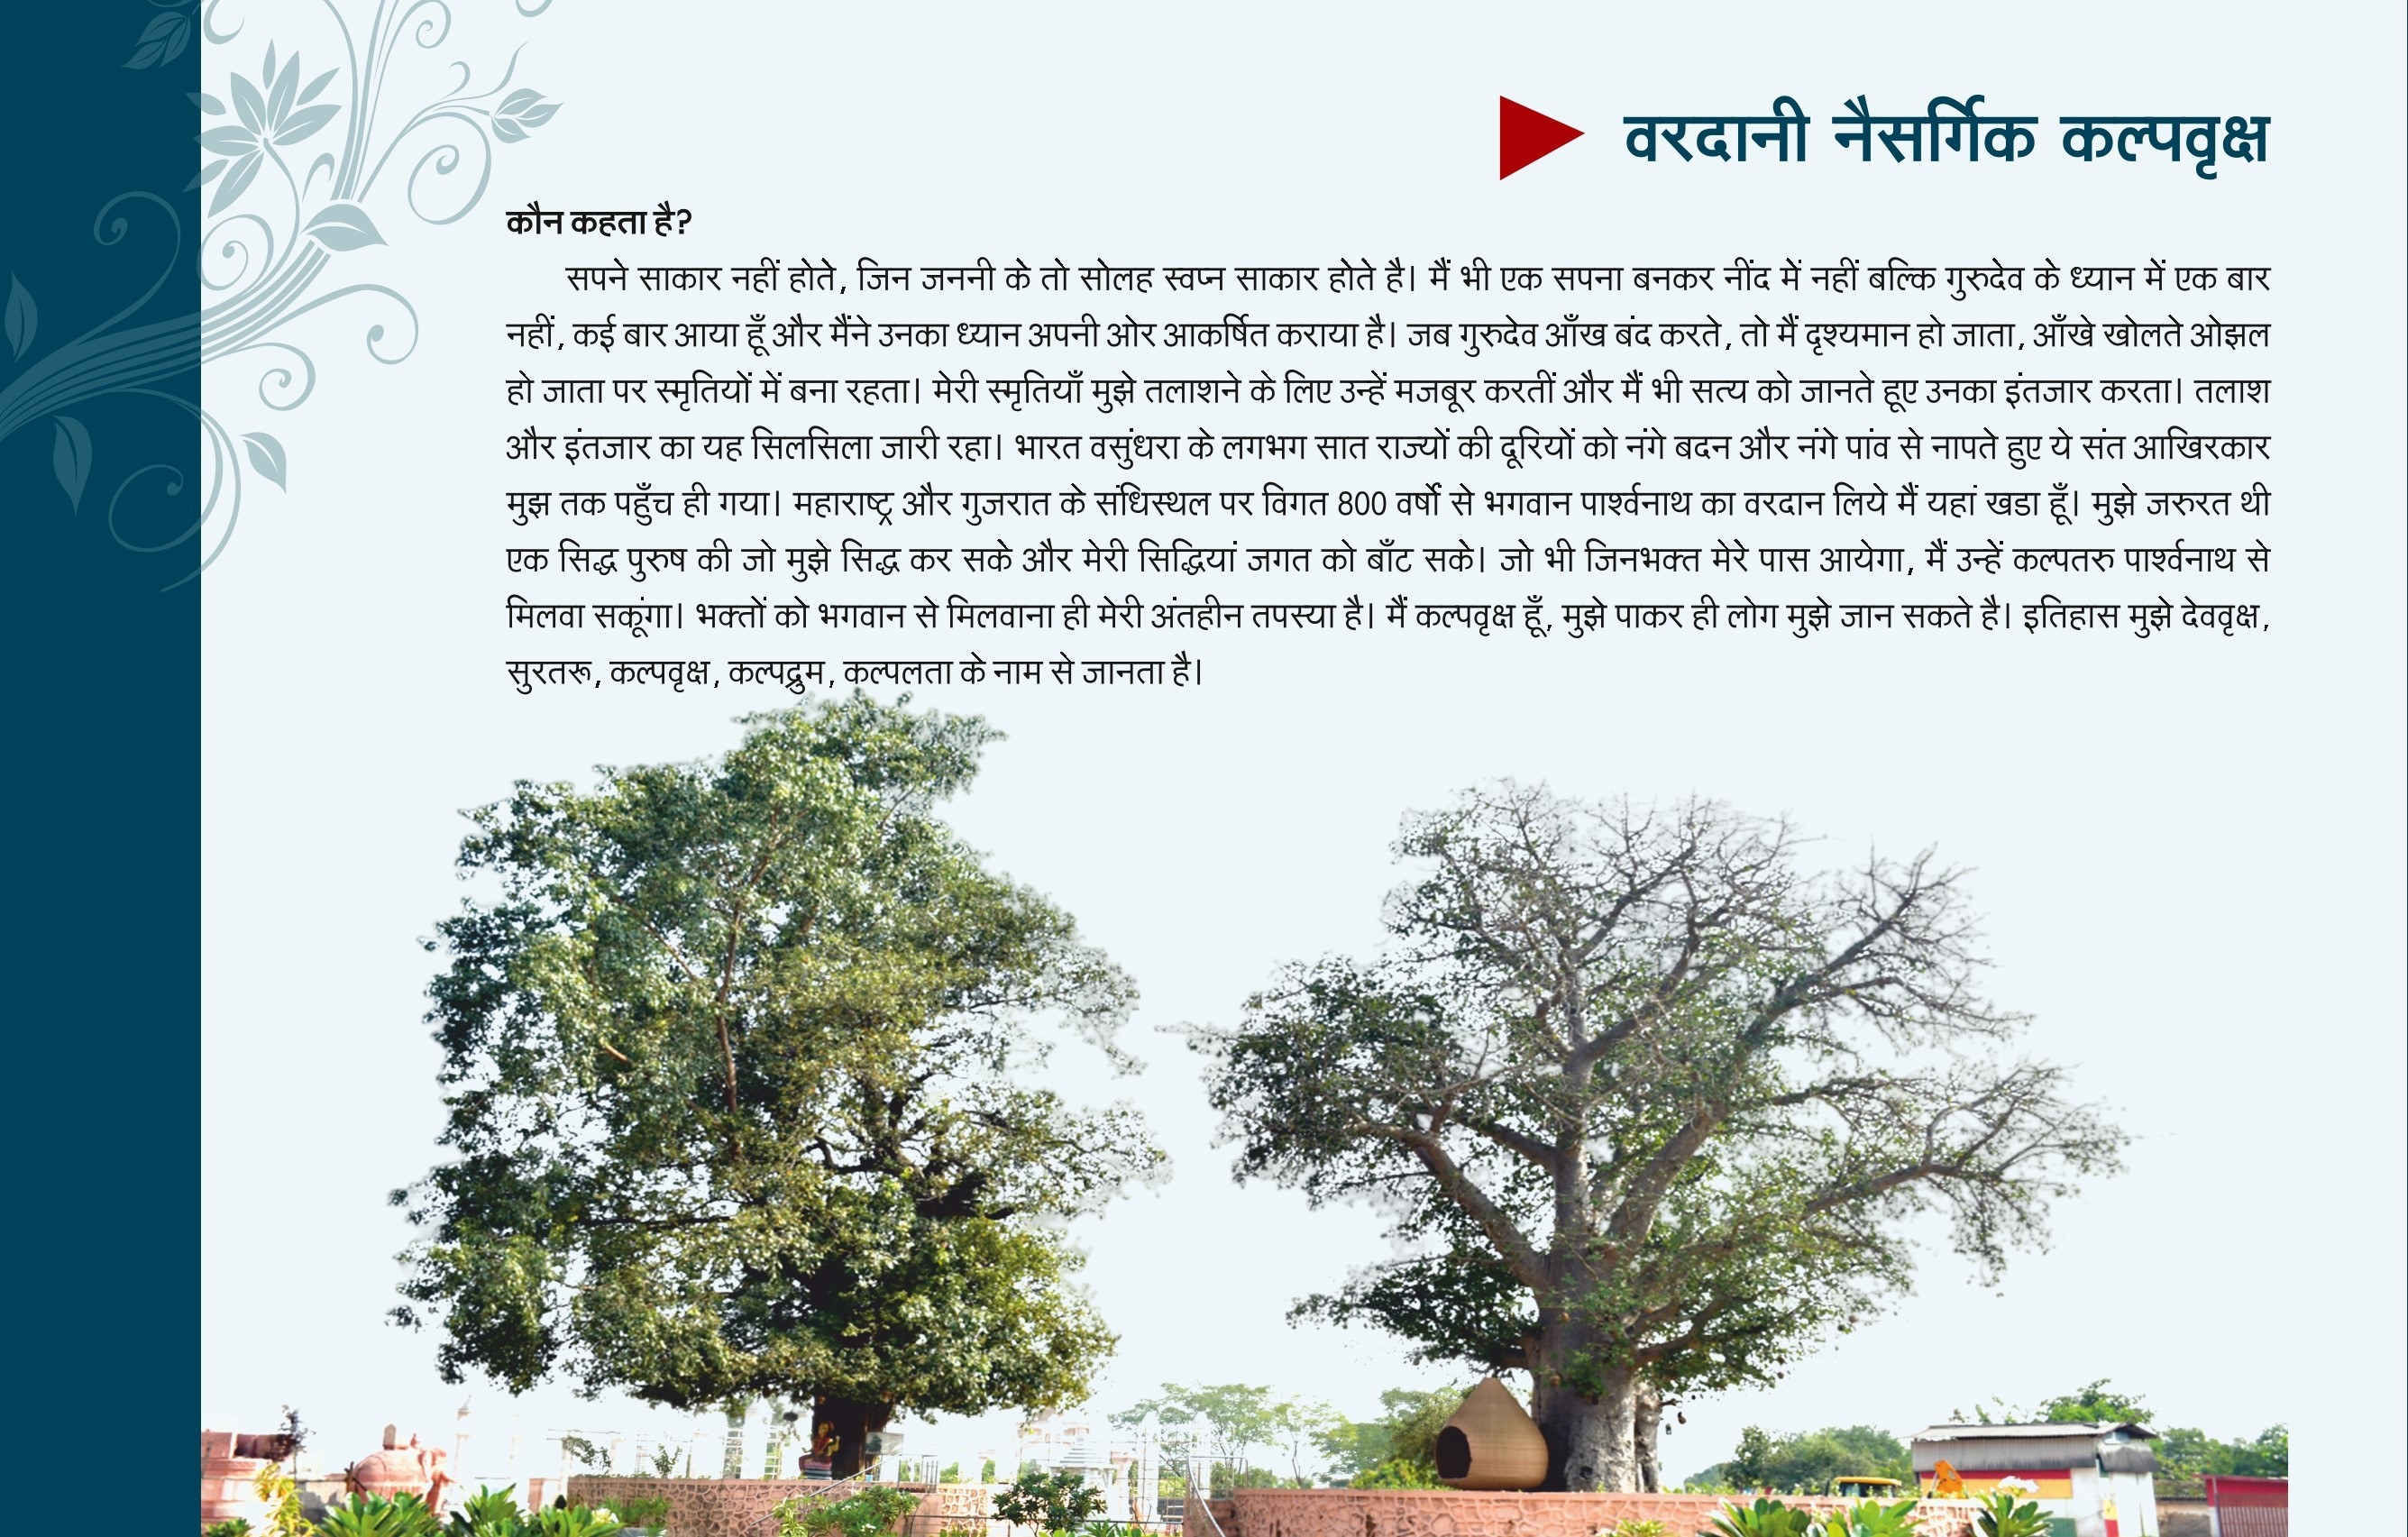 वरदानी नैसर्गिक कल्पवृक्ष
कौन कहता है?
सपने साकार नहीं होते, जिन जननी के तो सोलह स्वप्न साकार होते है। मैं भी एक सपना बनकर नींद में नहीं बल्कि गुरुदेव के ध्यान में एक बार
नहीं, कई बार आया हूँ और मैंने उनका ध्यान अपनी ओर आकर्षित कराया है। जब गुरुदेव आँख बंद करते, तो मैं दृश्यमान हो जाता, आँखे खोलते ओझल
हो जाता पर स्मृतियों में बना रहता। मेरी स्मृतियाँ मुझे तलाशने के लिए उन्हें मजबूर करतीं और मैं भी सत्य को जानते हूए उनका इंतजार करता। तलाश
और इंतजार का यह सिलसिला जारी रहा। भारत वसुंधरा के लगभग सात राज्यों की दूरियों को नंगे बदन और नंगे पांव से नापते हुए ये संत आखिरकार
मुझ तक पहुँच ही गया। महाराष्ट्र और गुजरात के संधिस्थल पर विगत 800 वर्षों से भगवान पार्श्वनाथ का वरदान लिये मैं यहां खडा हूँ। मुझे जरुरत थी
एक सिद्ध पुरुष की जो मुझे सिद्ध कर सके और मेरी सिद्धियां जगत को बाँट सके। जो भी जिनभक्त मेरे पास आयेगा, मैं उन्हें कल्पतरु पार्श्वनाथ से
मिलवा सकूंगा। भक्तों को भगवान से मिलवाना ही मेरी अंतहीन तपस्या है। मैं कल्पवृक्ष हूँ, मुझे पाकर ही लोग मुझे जान सकते है। इतिहास मुझे देववृक्ष,
सुरतरू, कल्पवृक्ष, कल्पद्रुम, कल्पलता के नाम से जानता है।